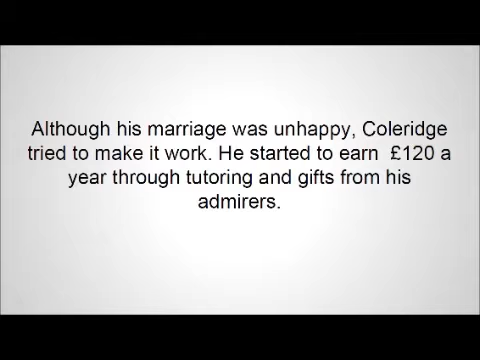 Although his marriage was unhappy, Coleridge
tried to make it work. He started to earn  £120 a
year through tutoring and gifts from his
admirers.